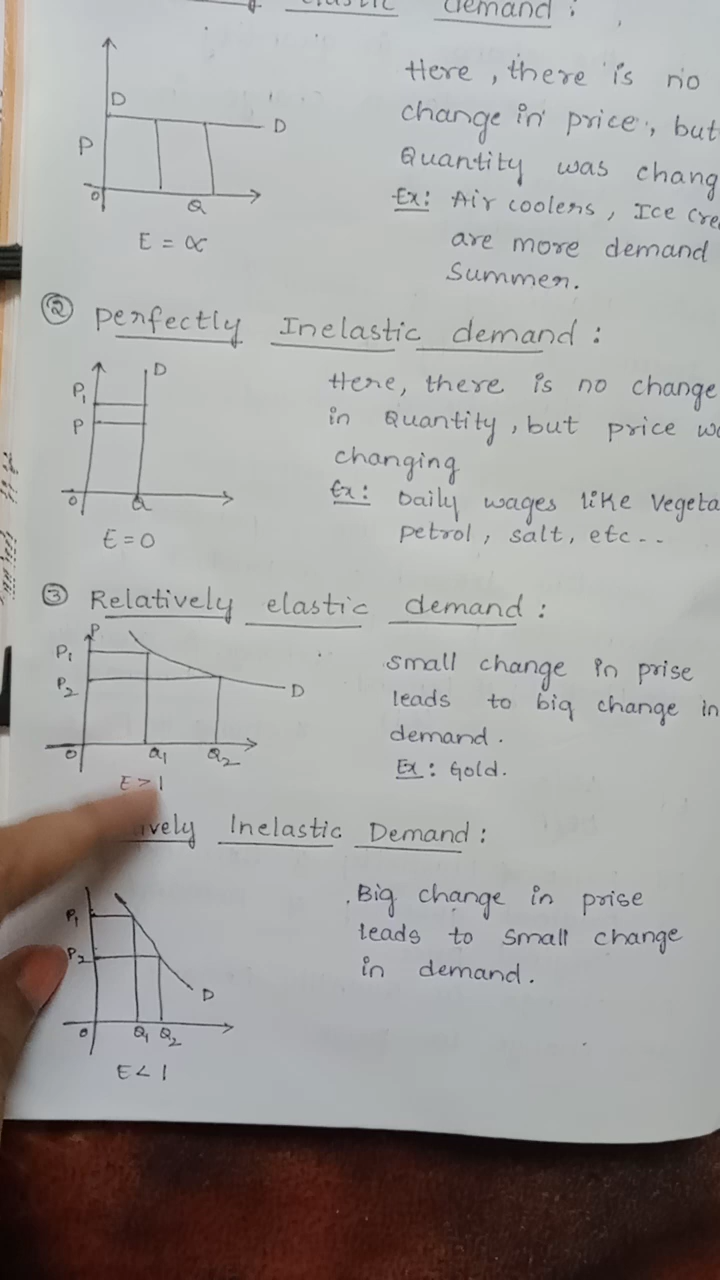 elastic demand :
D
D
P
O
Q
E = ∝
Here, there is no
change in price, but
Quantity was chang
Ex: Air coolers, Ice cre
are more demand
Summer.
② perfectly Inelastic demand :
D
P₁
P
O
Q
E=0
Here, there is no change
in Quantity, but price w
changing
Ex: Daily wages like Vegeta
petrol, salt, etc..
③ Relatively elastic demand :
P
P₁
P₂
D
O
Q₁ Q₂
E > 1
small change in prise
leads to big change in
demand.
Ex: Gold.
ively Inelastic Demand :
P₁
P₂
D
O
Q₁ Q₂
E < 1
Big change in prise
leads to small change
in demand.